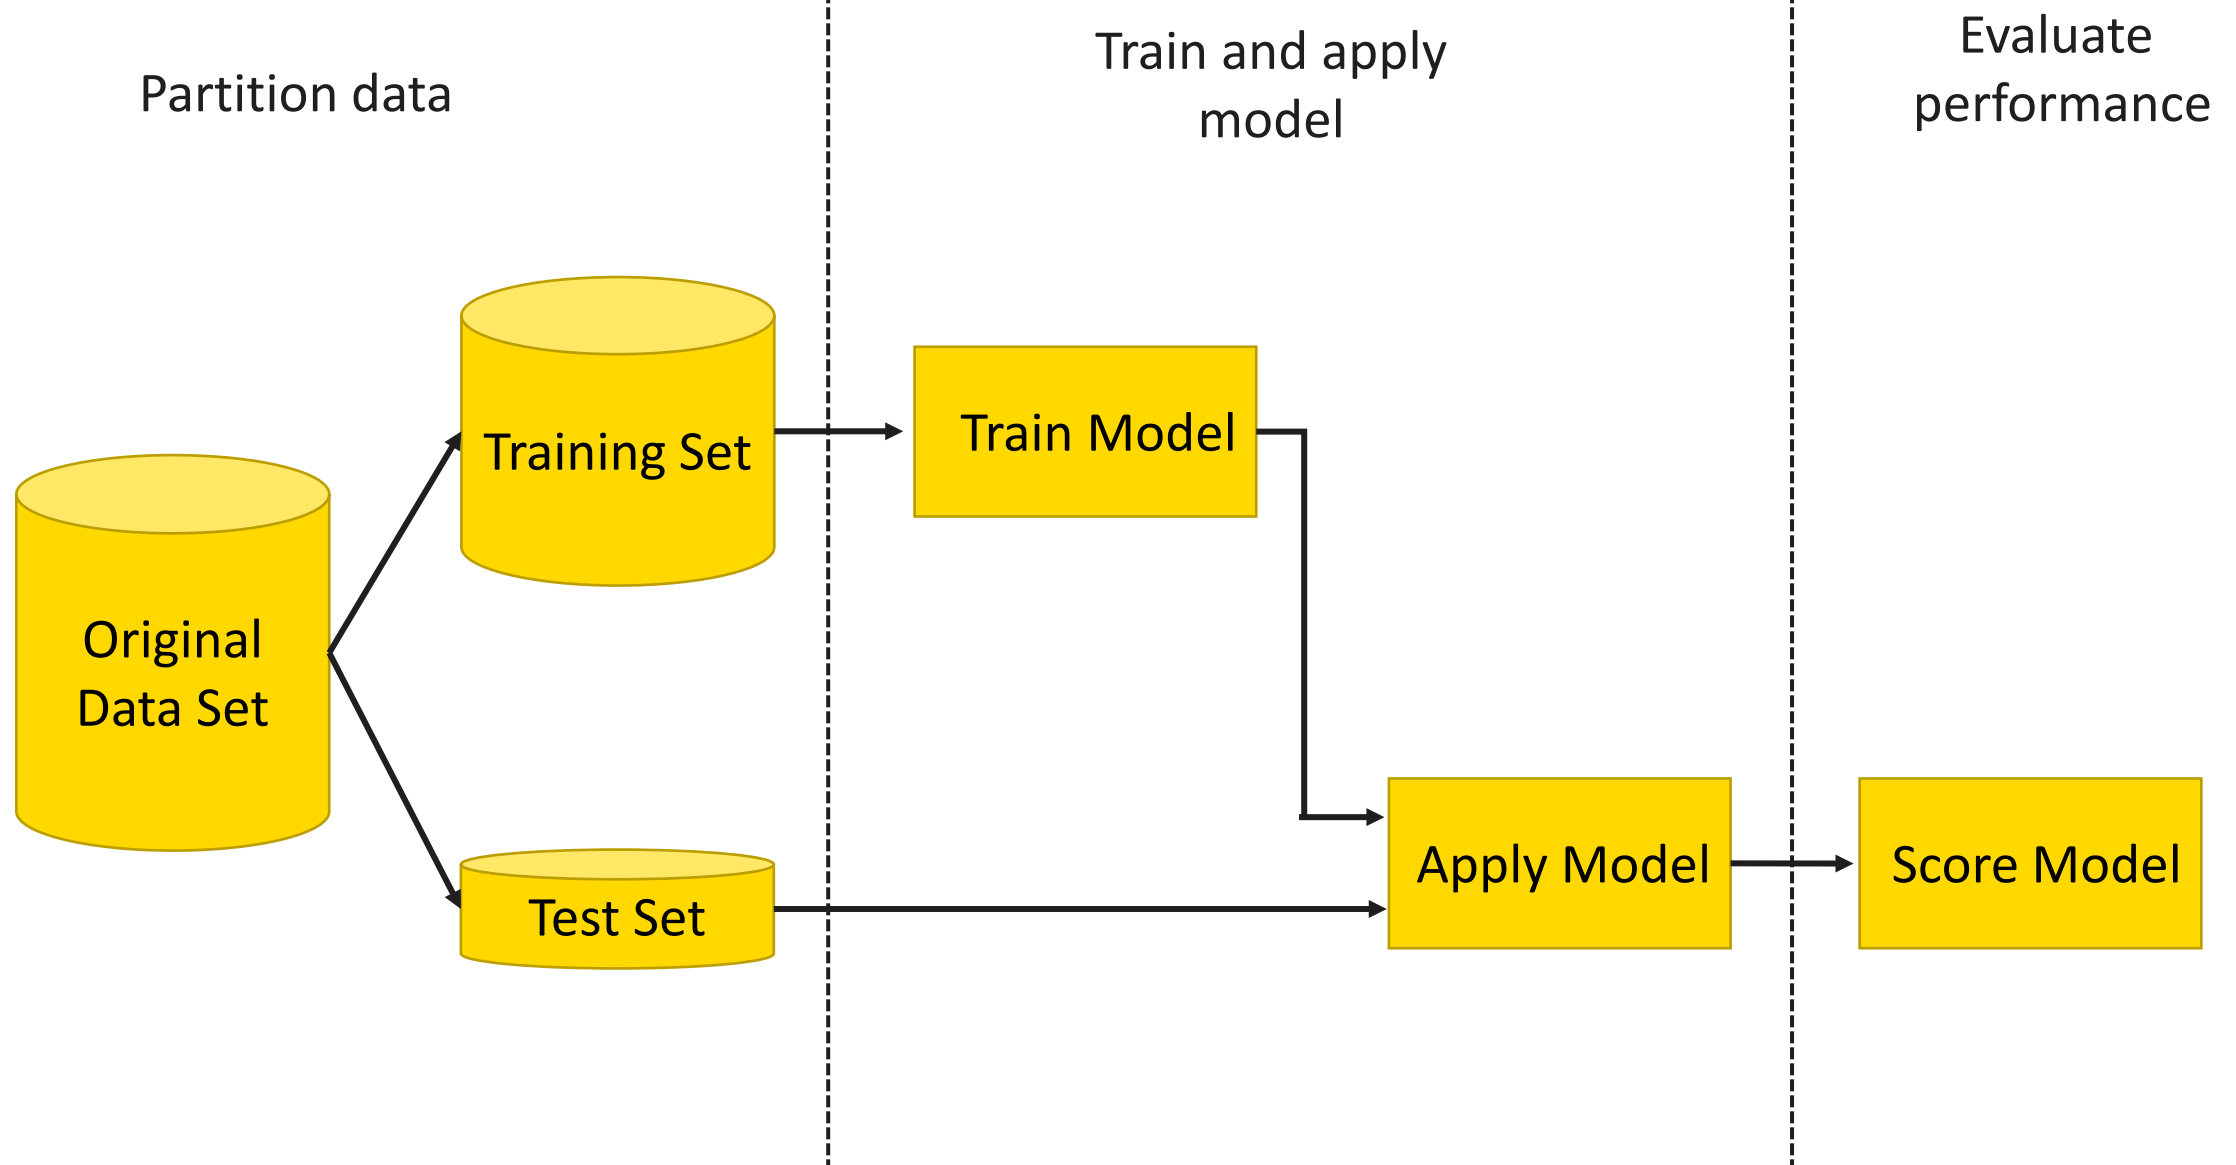 Partition data
Train and apply
model
Evaluate
performance
Training Set
Train Model
Original
Data Set
Test Set
Apply Model
Score Model